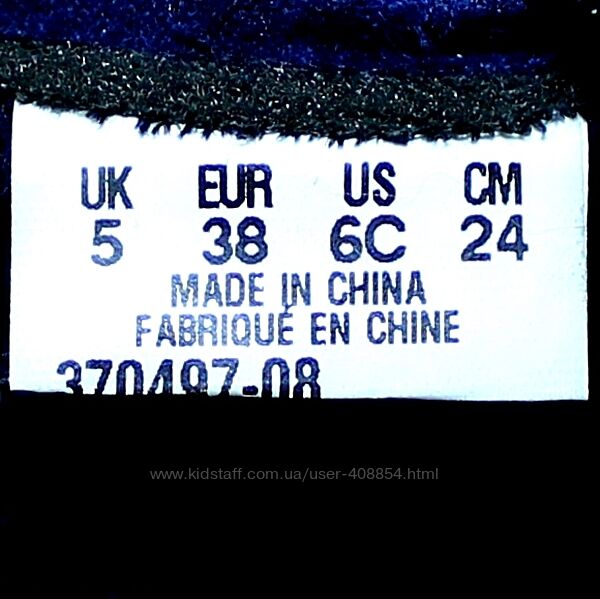 UK EUR US CM
5 38 6C 24
MADE IN CHINA
FABRIQUÉ EN CHINE
370497-08
www.kidstaff.com.ua/user-408854.html